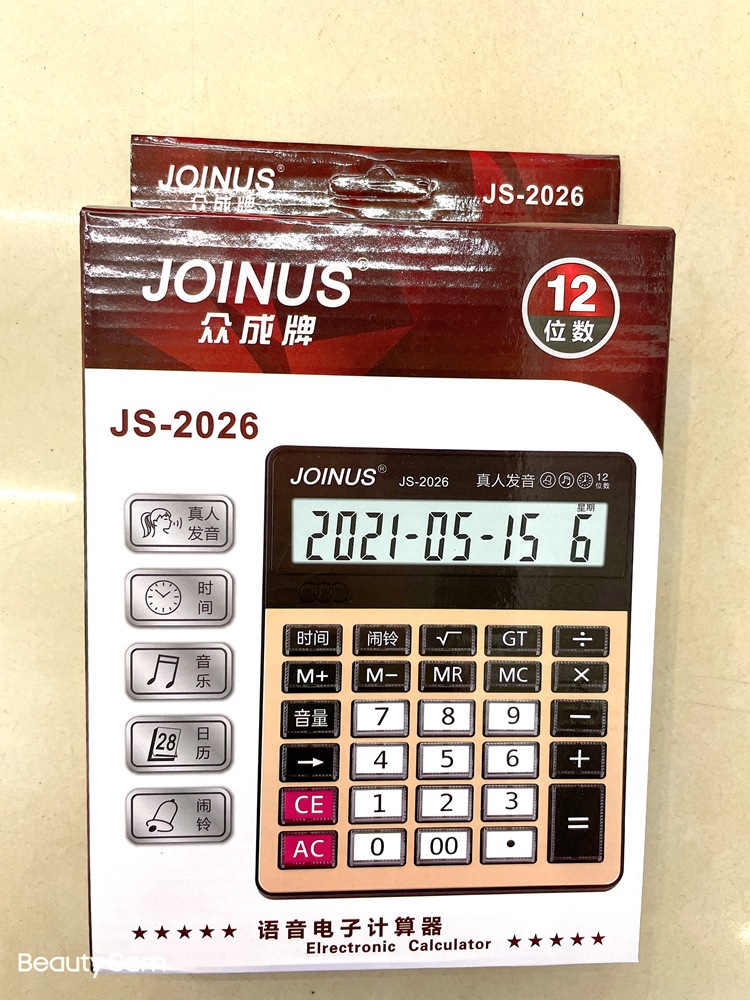 JOINUS®
众成牌
JS-2026
JOINUS®
众成牌
12
位数
JS-2026
真人
发音
时
间
音
乐
28
日
历
闹
铃
JOINUS® JS-2026 真人发音 12
位数
星期
2021-05-15 6
时间 闹铃 √ GT ÷
M+ M− MR MC ×
音量 7 8 9 −
→ 4 5 6 +
CE 1 2 3 =
AC 0 00 •
★★★★★ 语音电子计算器
Elrectronic Calculator ★★★★★
BeautyCam